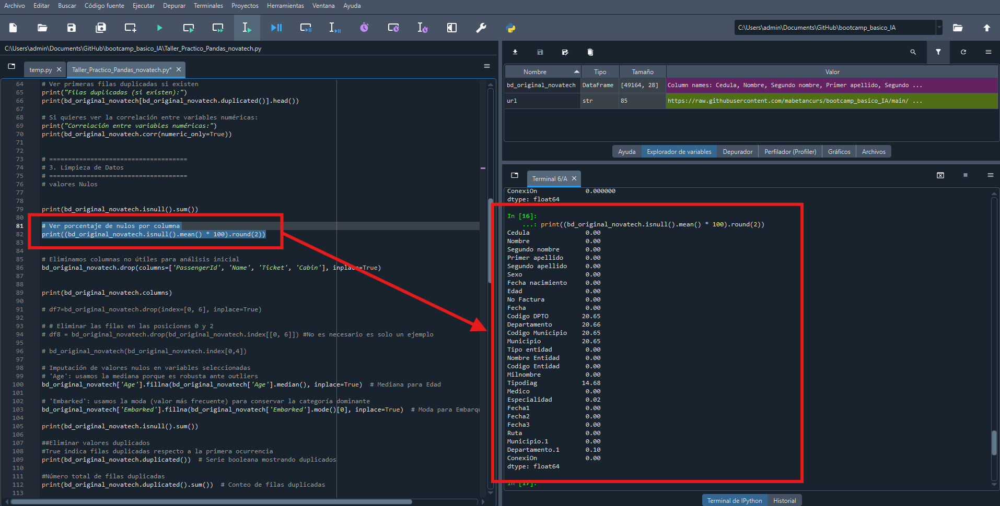 Archivo Editar Buscar Código fuente Ejecutar Depurar Terminales Proyectos Herramientas Ventana Ayuda
C:\Users\admin\Documents\GitHub\bootcamp_basico_IA
C:\Users\admin\Documents\GitHub\bootcamp_basico_IA\Taller_Practico_Pandas_novatech.py
temp.py
Taller_Practico_Pandas_novatech.py*
64 # Ver primeras filas duplicadas si existen
65 print("Filas duplicadas (si existen):")
66 print(bd_original_novatech[bd_original_novatech.duplicated()].head())
67
68 # Si quieres ver la correlación entre variables numéricas:
69 print("Correlación entre variables numéricas:")
70 print(bd_original_novatech.corr(numeric_only=True))
71
72
73 # =====================================
74 # 3. Limpieza de Datos
75 # =====================================
76 # valores Nulos
77
78
79 print(bd_original_novatech.isnull().sum())
80
81 # Ver porcentaje de nulos por columna
82 print((bd_original_novatech.isnull().mean() * 100).round(2))
83
84
85 # Eliminamos columnas no útiles para análisis inicial
86 bd_original_novatech.drop(columns=['PassengerId', 'Name', 'Ticket', 'Cabin'], inplace=True)
87
88
89 print(bd_original_novatech.columns)
90
91 # df7=bd_original_novatech.drop(index=[0, 6], inplace=True)
92
93 # # Eliminar las filas en las posiciones 0 y 2
94 # df8 = bd_original_novatech.drop(bd_original_novatech.index[[0, 6]]) #No es necesario es solo un ejemplo
95
96 # bd_original_novatech(bd_original_novatech.index[0,4])
97
98 # Imputación de valores nulos en variables seleccionadas
99 # 'Age': usamos la mediana porque es robusta ante outliers
100 bd_original_novatech['Age'].fillna(bd_original_novatech['Age'].median(), inplace=True) # Mediana para Edad
101
102 # 'Embarked': usamos la moda (valor más frecuente) para conservar la categoría dominante
103 bd_original_novatech['Embarked'].fillna(bd_original_novatech['Embarked'].mode()[0], inplace=True) # Moda para Embarqu
104
105 print(bd_original_novatech.isnull().sum())
106
107 ##Eliminar valores duplicados
108 #True indica filas duplicadas respecto a la primera ocurrencia
109 print(bd_original_novatech.duplicated()) # Serie booleana mostrando duplicados
110
111 #Número total de filas duplicadas
112 print(bd_original_novatech.duplicated().sum()) # Conteo de filas duplicadas
113
Nombre Tipo Tamaño Valor
bd_original_novatech DataFrame [49164, 28] Column names: Cedula, Nombre, Segundo nombre, Primer apellido, Segundo ...
url str 85 https://raw.githubusercontent.com/mabetancurs/bootcamp_basico_IA/main/ ...
Ayuda Explorador de variables Depurador Perfilador (Profiler) Gráficos Archivos
Terminal 6/A
ConexiOn 0.000000
dtype: float64
In [16]:
...: print((bd_original_novatech.isnull().mean() * 100).round(2))
Cedula 0.00
Nombre 0.00
Segundo nombre 0.00
Primer apellido 0.00
Segundo apellido 0.00
Sexo 0.00
Fecha nacimiento 0.00
Edad 0.00
No Factura 0.00
Fecha 0.00
Codigo DPTO 20.65
Departamento 20.66
Codigo Municipio 20.65
Municipio 20.65
Tipo entidad 0.00
Nombre Entidad 0.00
Codigo Entidad 0.00
Milnombre 0.00
Tipodiag 14.68
Medico 0.00
Especialidad 0.02
Fecha1 0.00
Fecha2 0.00
Fecha3 0.00
Ruta 0.00
Municipio.1 0.00
Departamento.1 0.10
ConexiOn 0.00
dtype: float64
In [17]:
Terminal de IPython Historial